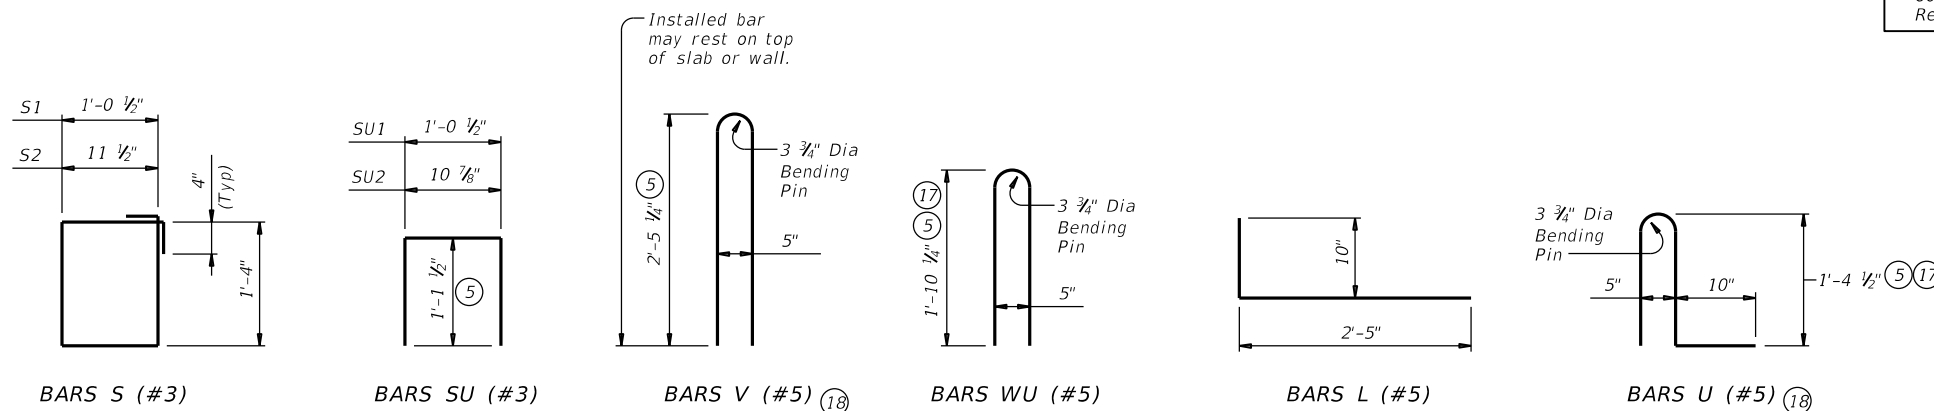 Re
Installed bar
may rest on top
of slab or wall.
S1 1'-0 ½"
S2 11 ½"
4"
(Typ)
1'-4"
BARS S (#3)
SU1 1'-0 ½"
SU2 10 ⅞"
1'-1 ½" 5
BARS SU (#3)
2'-5 ¼" 5
3 ¾" Dia
Bending
Pin
5"
BARS V (#5) 18
1'-10 ¼" 5 17
3 ¾" Dia
Bending
Pin
5"
BARS WU (#5)
10"
2'-5"
BARS L (#5)
3 ¾" Dia
Bending
Pin
5" 10"
1'-4 ½" 5 17
BARS U (#5) 18